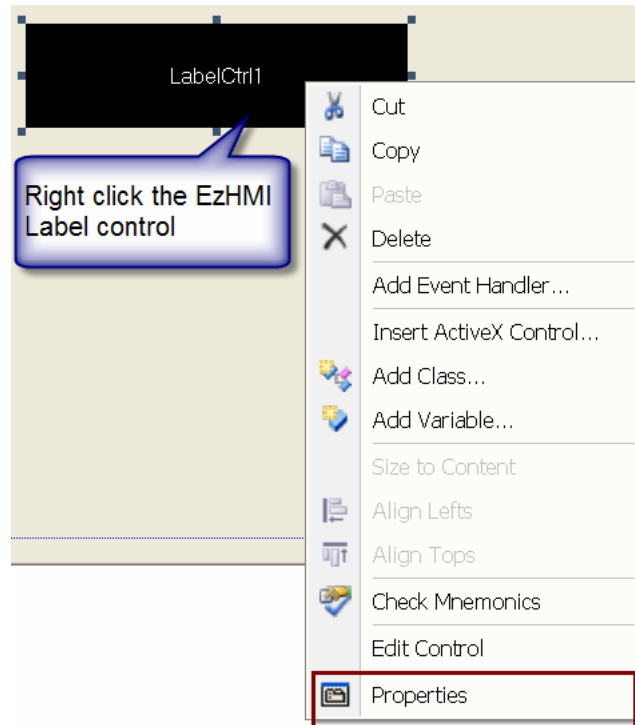 LabelCtrl1
Right click the EzHMI
Label control
Cut
Copy
Paste
Delete
Add Event Handler...
Insert ActiveX Control...
Add Class...
Add Variable...
Size to Content
Align Lefts
Align Tops
Check Mnemonics
Edit Control
Properties